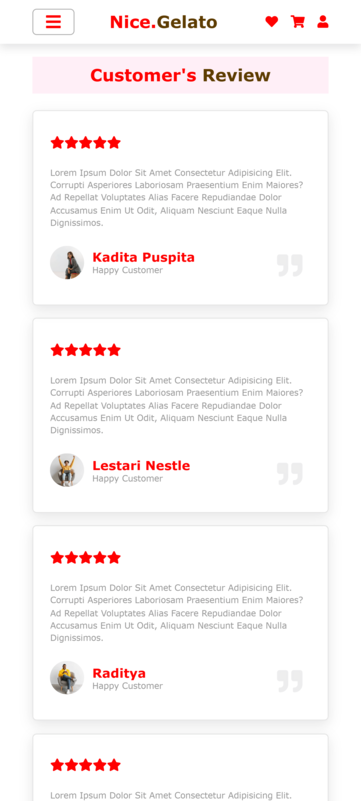 Nice.Gelato
Customer's Review
Lorem Ipsum Dolor Sit Amet Consectetur Adipisicing Elit.
Corrupti Asperiores Laboriosam Praesentium Enim Maiores?
Ad Repellat Voluptates Alias Facere Repudiandae Dolor
Accusamus Enim Ut Odit, Aliquam Nesciunt Eaque Nulla
Dignissimos.
Kadita Puspita
Happy Customer
Lorem Ipsum Dolor Sit Amet Consectetur Adipisicing Elit.
Corrupti Asperiores Laboriosam Praesentium Enim Maiores?
Ad Repellat Voluptates Alias Facere Repudiandae Dolor
Accusamus Enim Ut Odit, Aliquam Nesciunt Eaque Nulla
Dignissimos.
Lestari Nestle
Happy Customer
Lorem Ipsum Dolor Sit Amet Consectetur Adipisicing Elit.
Corrupti Asperiores Laboriosam Praesentium Enim Maiores?
Ad Repellat Voluptates Alias Facere Repudiandae Dolor
Accusamus Enim Ut Odit, Aliquam Nesciunt Eaque Nulla
Dignissimos.
Raditya
Happy Customer
Lorem Ipsum Dolor Sit Amet Consectetur Adipisicing Elit.